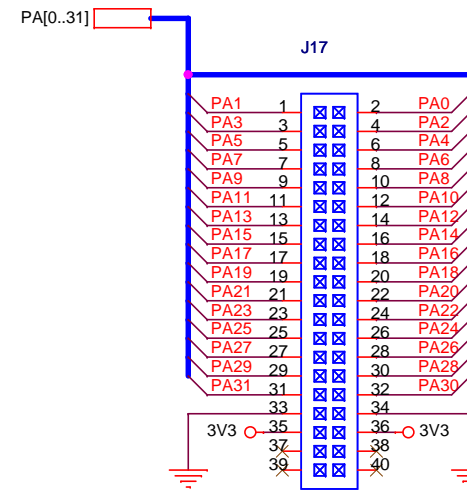 PA[0..31]
J17
PA1 1 2 PA0
PA3 3 4 PA2
PA5 5 6 PA4
PA7 7 8 PA6
PA9 9 10 PA8
PA11 11 12 PA10
PA13 13 14 PA12
PA15 15 16 PA14
PA17 17 18 PA16
PA19 19 20 PA18
PA21 21 22 PA20
PA23 23 24 PA22
PA25 25 26 PA24
PA27 27 28 PA26
PA29 29 30 PA28
PA31 31 32 PA30
33 34
3V3 35 36 3V3
37 38
39 40